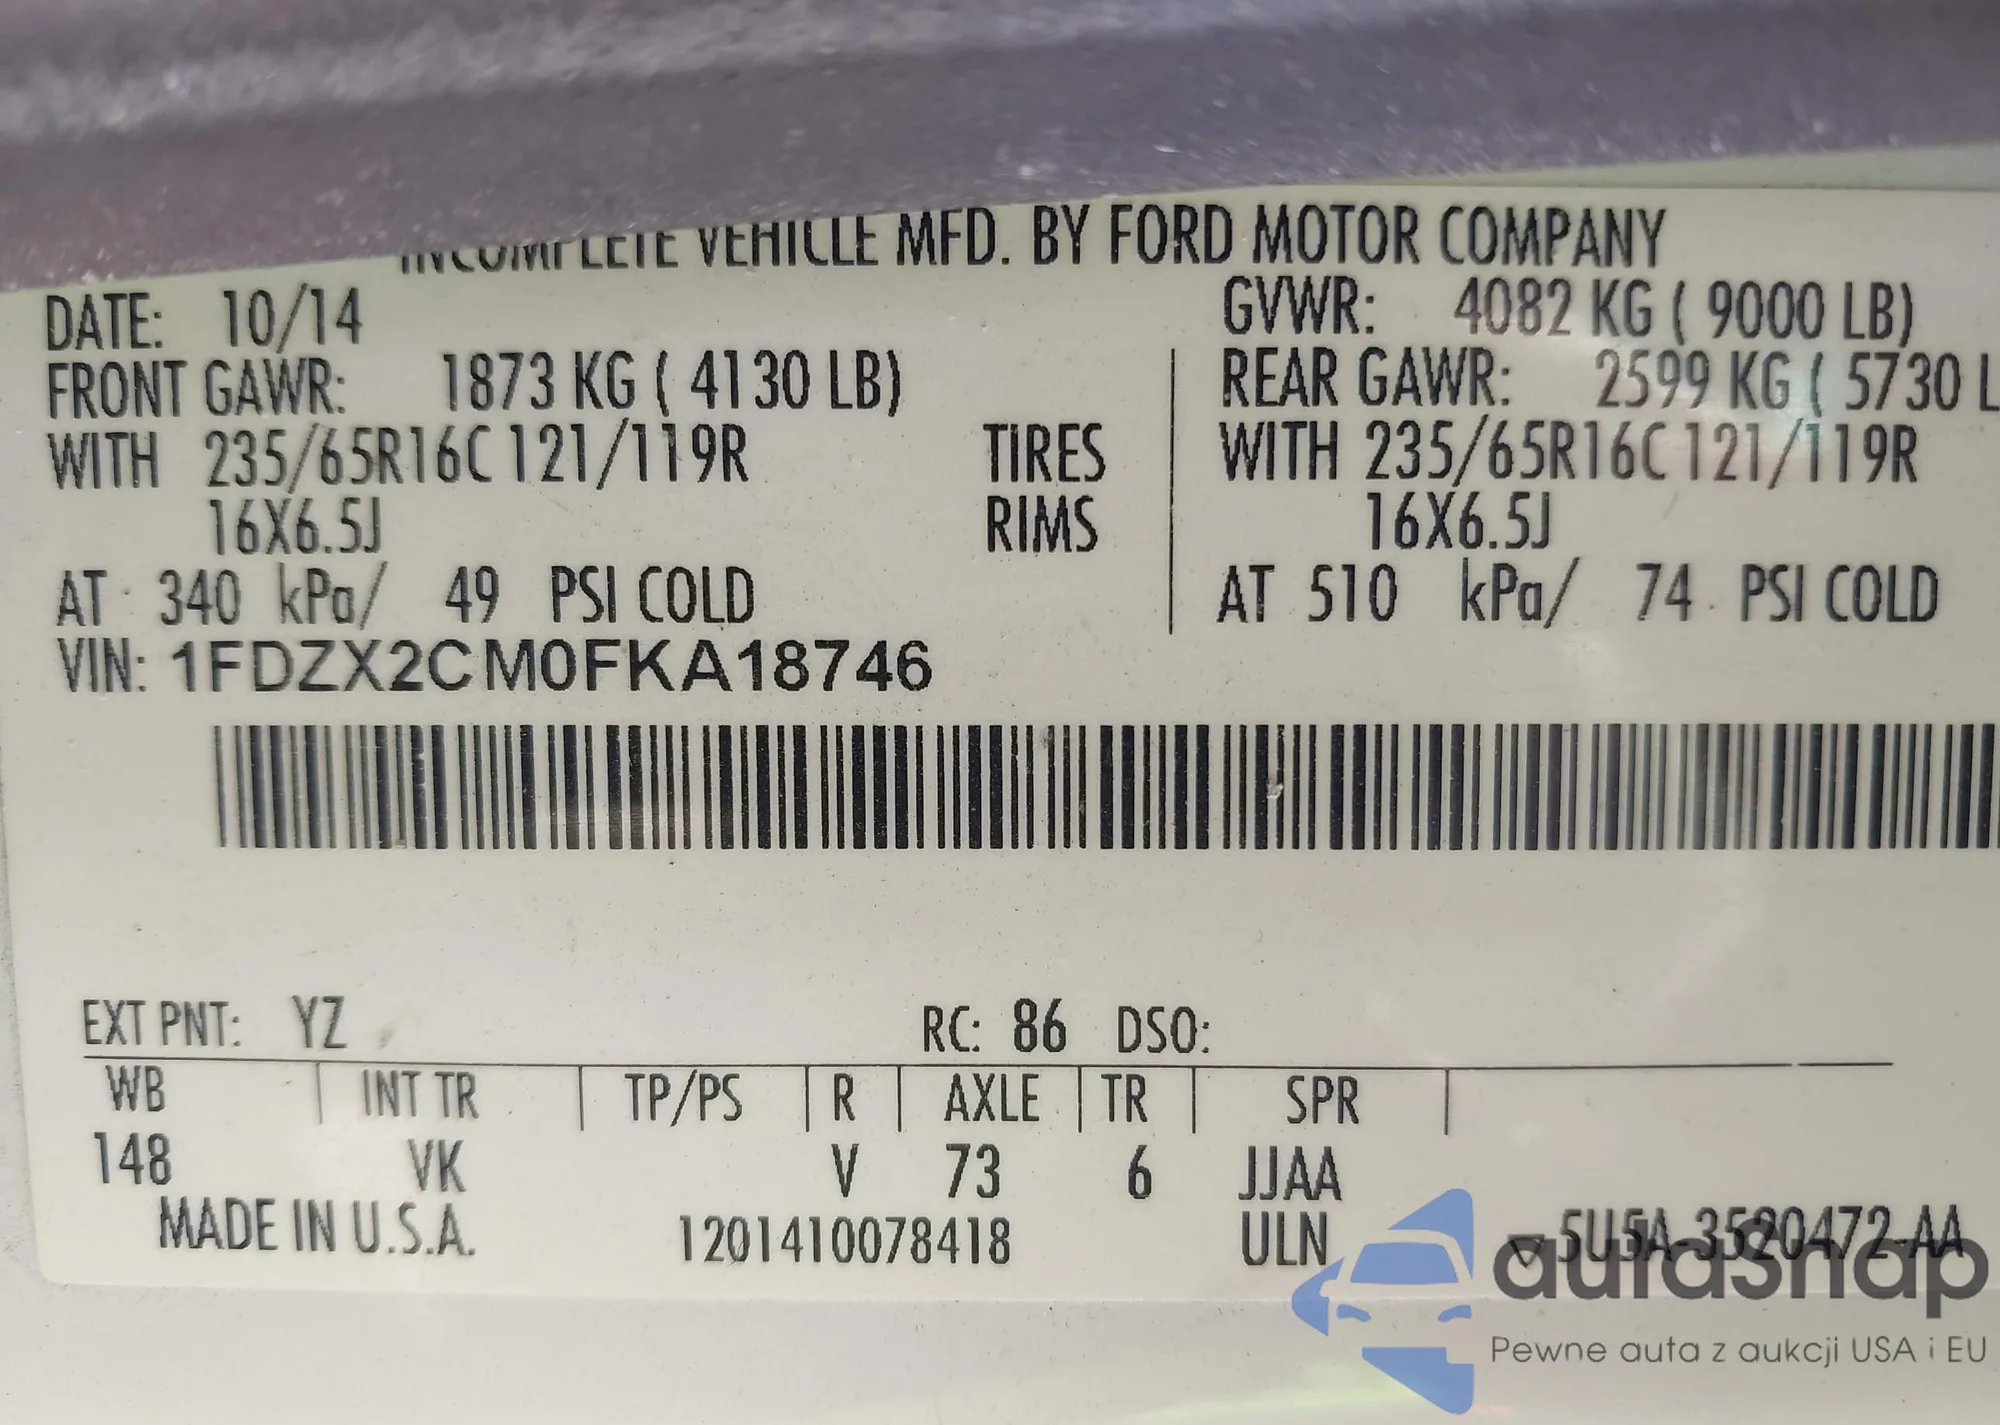 INCOMPLETE VEHICLE MFD. BY FORD MOTOR COMPANY
DATE: 10/14 GVWR: 4082 KG ( 9000 LB)
FRONT GAWR: 1873 KG ( 4130 LB) REAR GAWR: 2599 KG ( 5730 L
WITH 235/65R16C 121/119R TIRES WITH 235/65R16C 121/119R
16X6.5J RIMS 16X6.5J
AT 340 kPa/ 49 PSI COLD AT 510 kPa/ 74 PSI COLD
VIN: 1FDZX2CM0FKA18746
EXT PNT: YZ RC: 86 DSO:
WB INT TR TP/PS R AXLE TR SPR
148 VK V 73 6 JJAA
MADE IN U.S.A. 1201410078418 ULN 5U5A-3520472-AA
autaSnap
Pewne auta z aukcji USA i EU